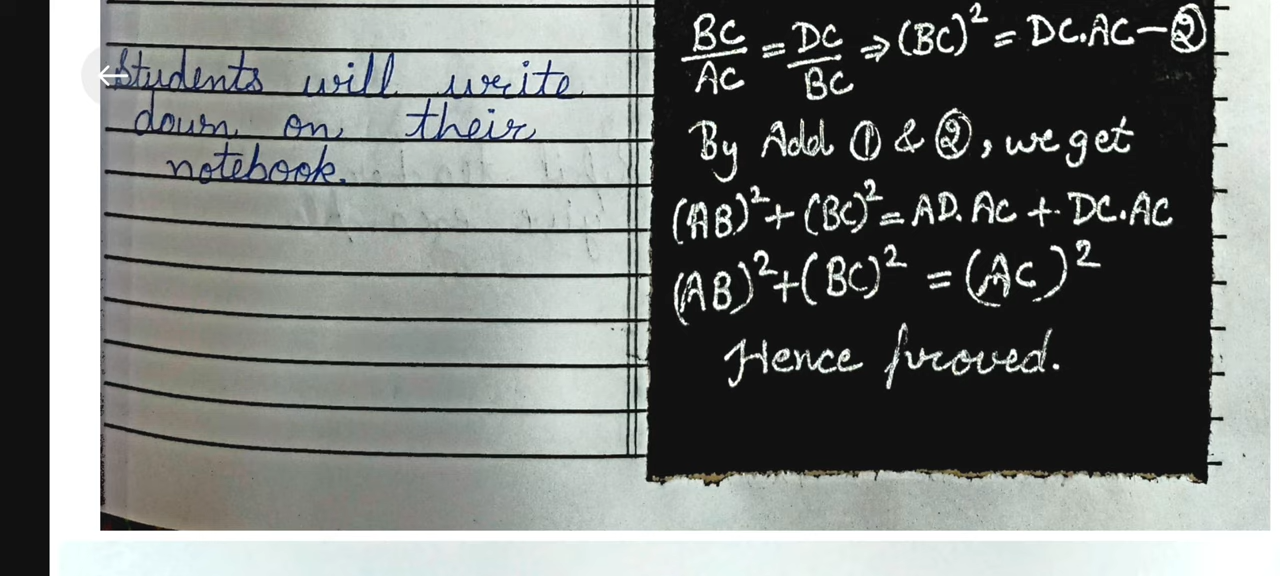 Students will write
down on their
notebook.
BC/AC = DC/BC ⇒ (BC)² = DC.AC - ②
By Add ① & ②, we get
(AB)² + (BC)² = AD.AC + DC.AC
(AB)² + (BC)² = (AC)²
Hence proved.